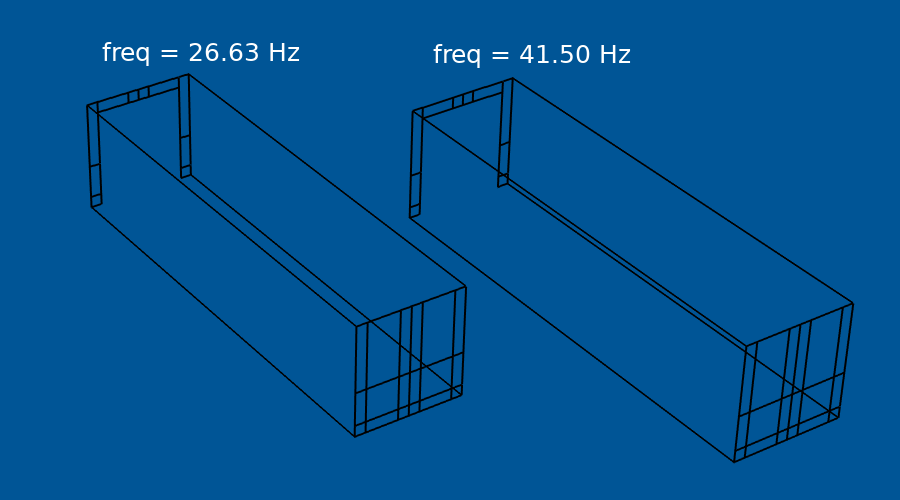 freq = 26.63 Hz
freq = 41.50 Hz